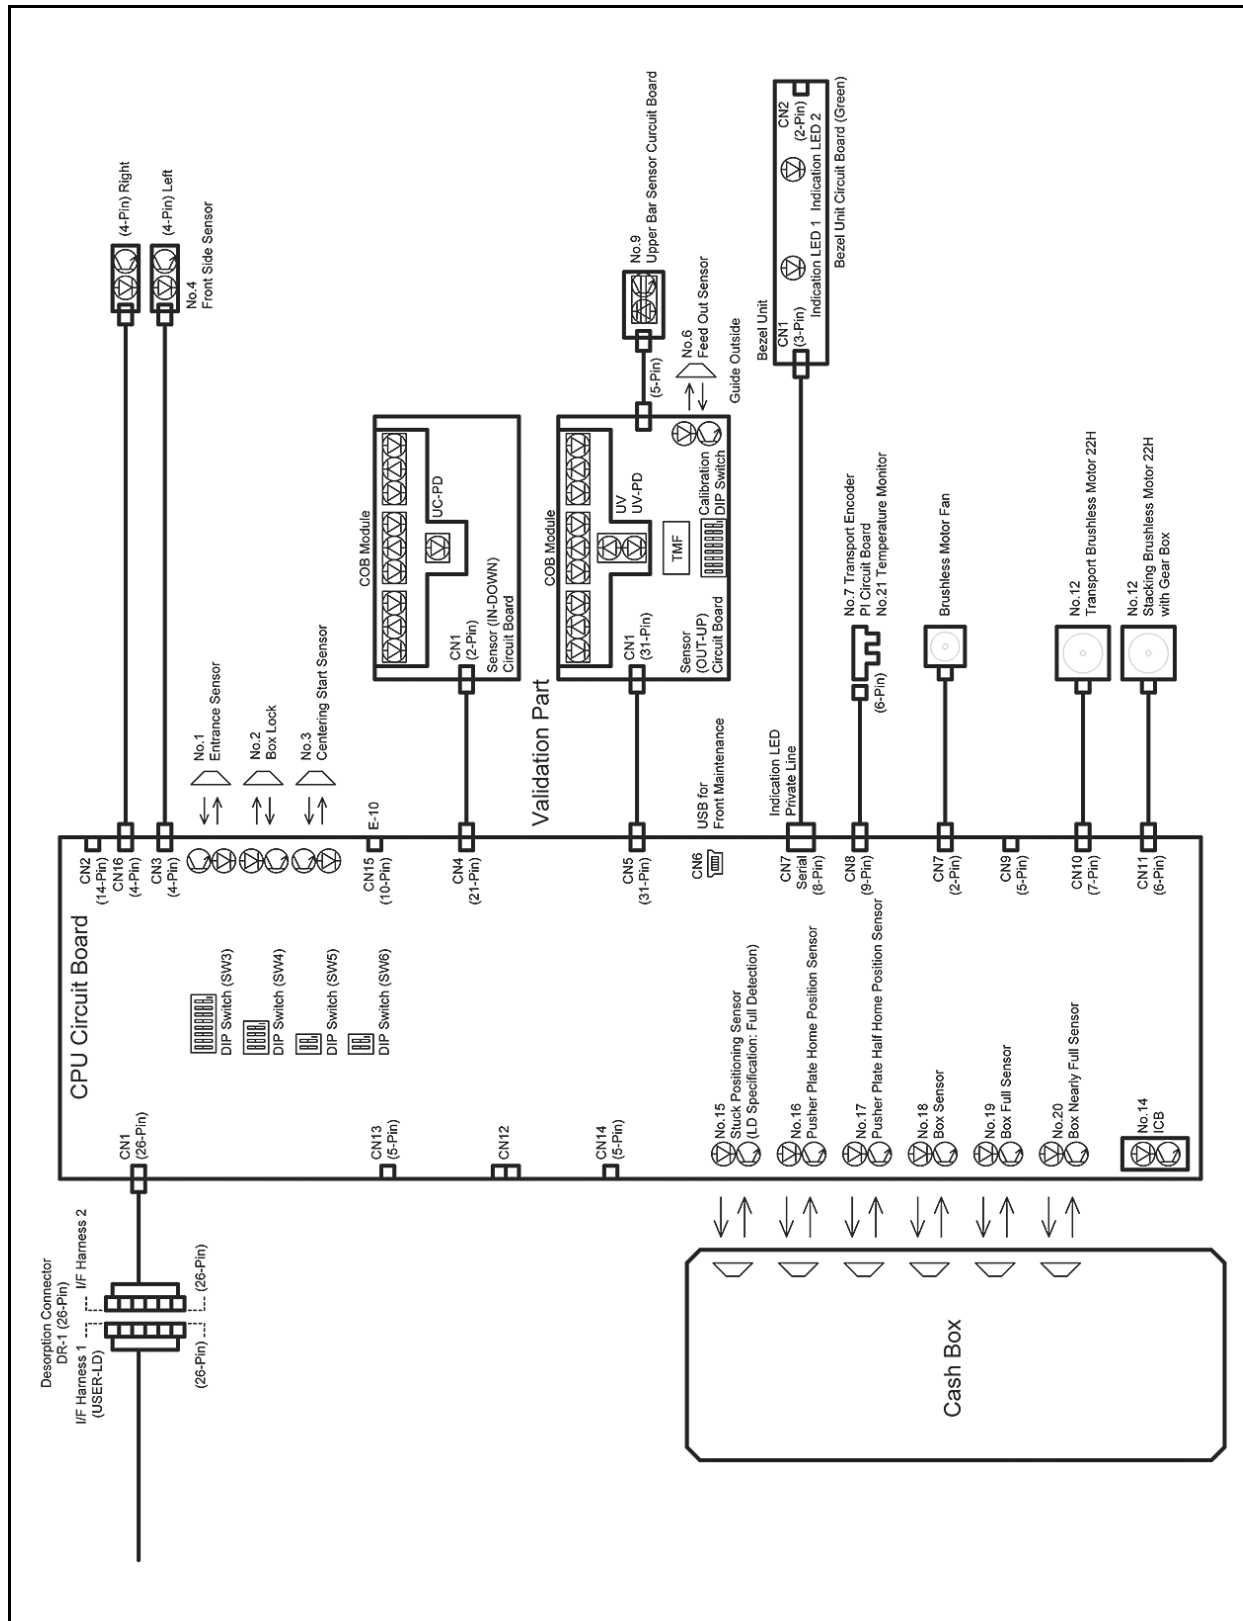 Desorption Connector
DR-1 (26-Pin)
I/F Harness 1
(USER-LD)
I/F Harness 2
(26-Pin)
(26-Pin)
CPU Circuit Board
CN1
(26-Pin)
CN13
(5-Pin)
CN12
CN14
(5-Pin)
DIP Switch (SW3)
DIP Switch (SW4)
DIP Switch (SW5)
DIP Switch (SW6)
CN2
(14-Pin)
CN16
(4-Pin)
CN3
(4-Pin)
(4-Pin) Right
(4-Pin) Left
No.4
Front Side Sensor
No.1
Entrance Sensor
No.2
Box Lock
No.3
Centering Start Sensor
CN15
(10-Pin)
E-10
CN4
(21-Pin)
COB Module
UC-PD
CN1
(2-Pin)
Sensor (IN-DOWN)
Circuit Board
Validation Part
CN5
(31-Pin)
COB Module
UV
UV-PD
CN1
(31-Pin)
TMF
Calibration
DIP Switch
Sensor
(OUT-UP)
Circuit Board
(5-Pin)
No.9
Upper Bar Sensor Curcuit Board
No.6
Feed Out Sensor
Guide Outside
CN6
USB for
Front Maintenance
CN7
Serial
(8-Pin)
Indication LED
Private Line
Bezel Unit
CN1
(3-Pin)
Indication LED 1
Indication LED 2
CN2
(2-Pin)
Bezel Unit Circuit Board (Green)
CN8
(9-Pin)
(6-Pin)
No.7 Transport Encoder
PI Circuit Board
No.21 Temperature Monitor
CN7
(2-Pin)
Brushless Motor Fan
CN9
(5-Pin)
CN10
(7-Pin)
No.12
Transport Brushless Motor 22H
CN11
(6-Pin)
No.12
Stacking Brushless Motor 22H
with Gear Box
No.15
Stuck Positioning Sensor
(LD Specification: Full Detection)
No.16
Pusher Plate Home Position Sensor
No.17
Pusher Plate Half Home Position Sensor
No.18
Box Sensor
No.19
Box Full Sensor
No.20
Box Nearly Full Sensor
No.14
ICB
Cash Box